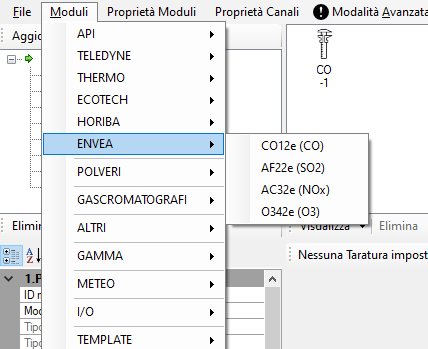 File Moduli Proprietà Moduli Proprietà Canali Modalità Avanzata
Aggio
API
TELEDYNE
THERMO
ECOTECH
HORIBA
ENVEA
POLVERI
GASCROMATOGRAFI
ALTRI
GAMMA
METEO
I/O
TEMPLATE
CO12e (CO)
AF22e (SO2)
AC32e (NOx)
O342e (O3)
CO
-1
Elimin
Visualizza Elimina
Nessuna Taratura impost
1.P
ID m
Mod
Tipo
Tipo